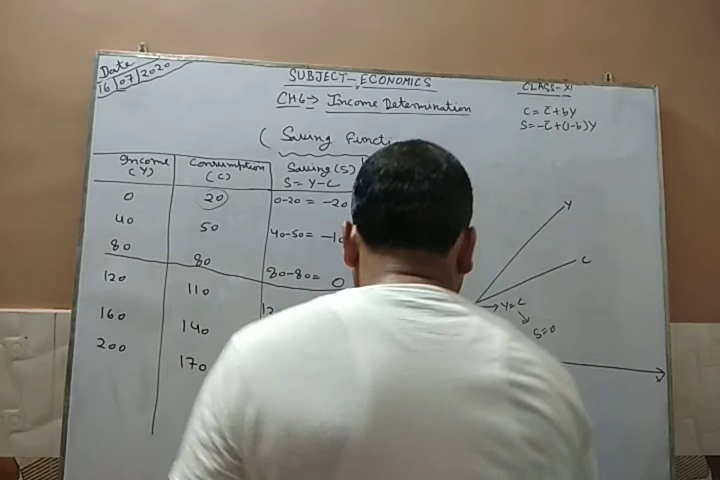 Date
16/07/2020
SUBJECT-ECONOMICS
CH6→ Income Determination
CLASS-XI
C = c̄ + bY
S = -c̄ + (1-b)Y
(Saving Functi
Income (Y)
Consumption (C)
Saving (S)
S = Y-C
0 20 0-20 = -20
40 50 40-50 = -10
80 80 80-80 = 0
120 110 12
160 140
200 170
Y
C
→ Y=C
S=0
X